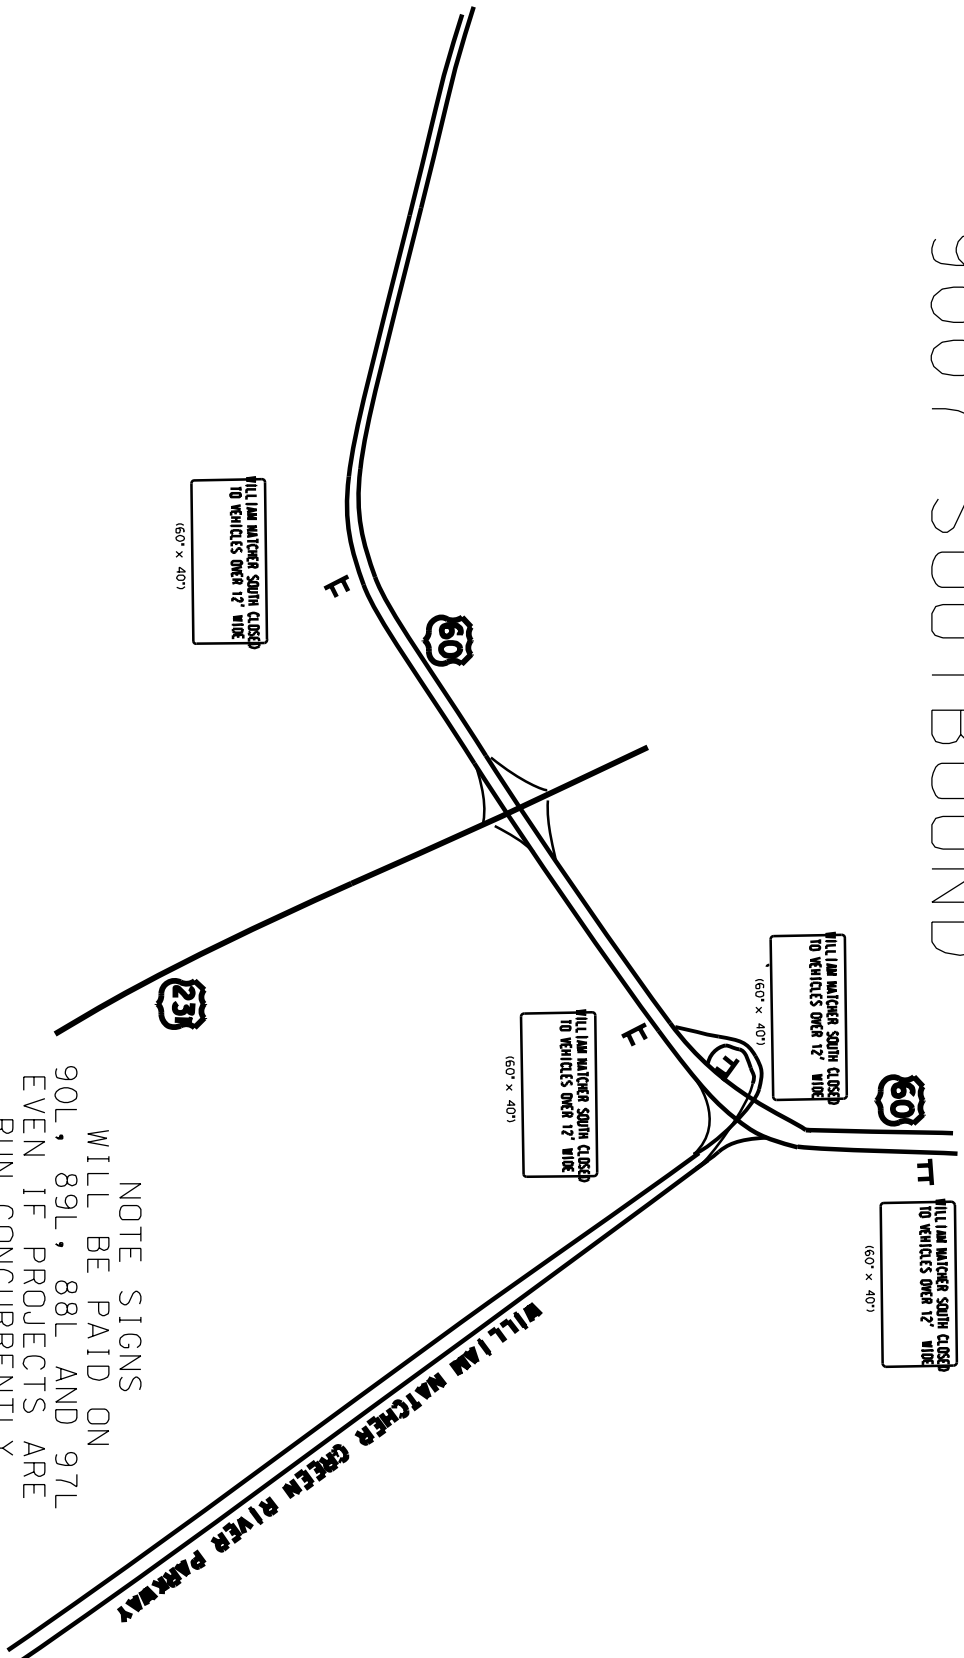 9007 SOUTBOUND
60
WILLIAM NATCHER SOUTH CLOSED
TO VEHICLES OVER 12' WIDE
(60" x 40")
WILLIAM NATCHER SOUTH CLOSED
TO VEHICLES OVER 12' WIDE
(60" x 40")
60
WILLIAM NATCHER SOUTH CLOSED
TO VEHICLES OVER 12' WIDE
(60" x 40")
WILLIAM NATCHER SOUTH CLOSED
TO VEHICLES OVER 12' WIDE
(60" x 40")
231
WILLIAM NATCHER GREEN RIVER PARKWAY
NOTE SIGNS
WILL BE PAID ON
90L, 89L, 88L AND 97L
EVEN IF PROJECTS ARE
RUN CONCURRENTLY